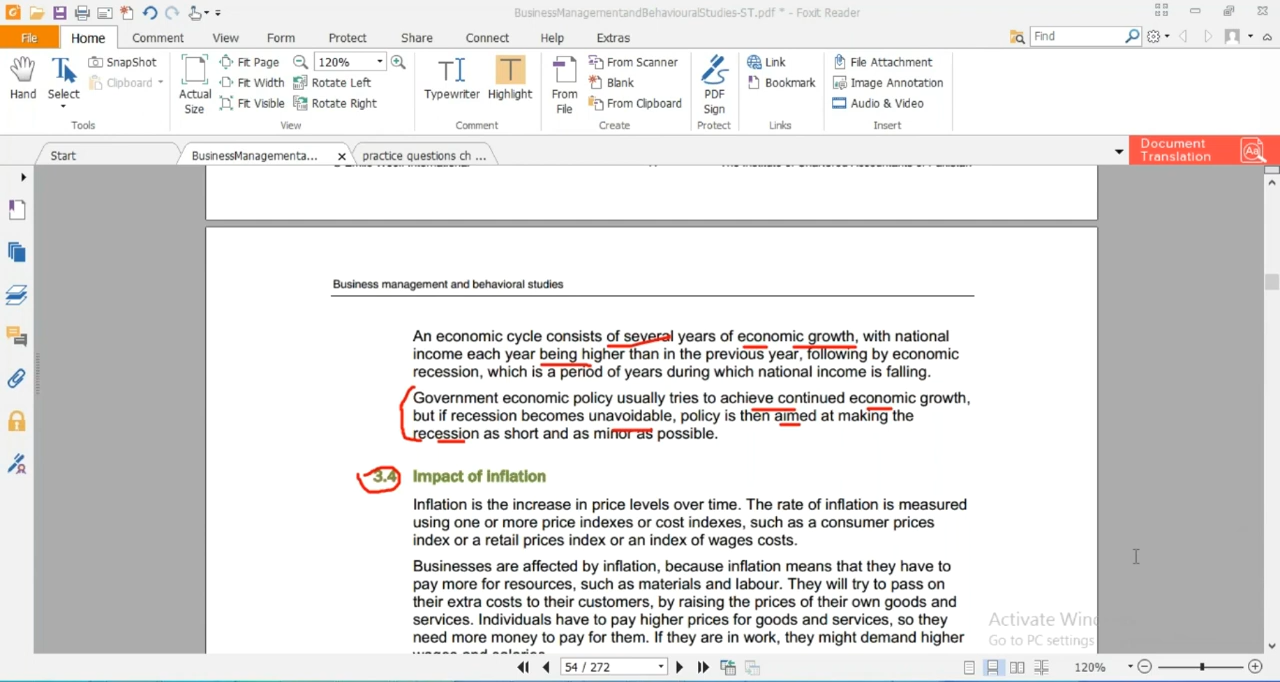 BusinessManagementandBehaviouralStudies-ST.pdf * - Foxit Reader
File Home Comment View Form Protect Share Connect Help Extras
Find
Hand
Select
SnapShot
Clipboard
Tools
Actual Size
Fit Page
Fit Width
Fit Visible
120%
Rotate Left
Rotate Right
View
Typewriter
Highlight
Comment
From File
From Scanner
Blank
From Clipboard
Create
PDF Sign
Protect
Link
Bookmark
Links
File Attachment
Image Annotation
Audio & Video
Insert
Start
BusinessManagementa...
practice questions ch ...
Document Translation
Business management and behavioral studies
An economic cycle consists of several years of economic growth, with national
income each year being higher than in the previous year, following by economic
recession, which is a period of years during which national income is falling.
Government economic policy usually tries to achieve continued economic growth,
but if recession becomes unavoidable, policy is then aimed at making the
recession as short and as minor as possible.
3.4 Impact of inflation
Inflation is the increase in price levels over time. The rate of inflation is measured
using one or more price indexes or cost indexes, such as a consumer prices
index or a retail prices index or an index of wages costs.
Businesses are affected by inflation, because inflation means that they have to
pay more for resources, such as materials and labour. They will try to pass on
their extra costs to their customers, by raising the prices of their own goods and
services. Individuals have to pay higher prices for goods and services, so they
need more money to pay for them. If they are in work, they might demand higher
Activate Win
Go to PC settings
54 / 272
120%